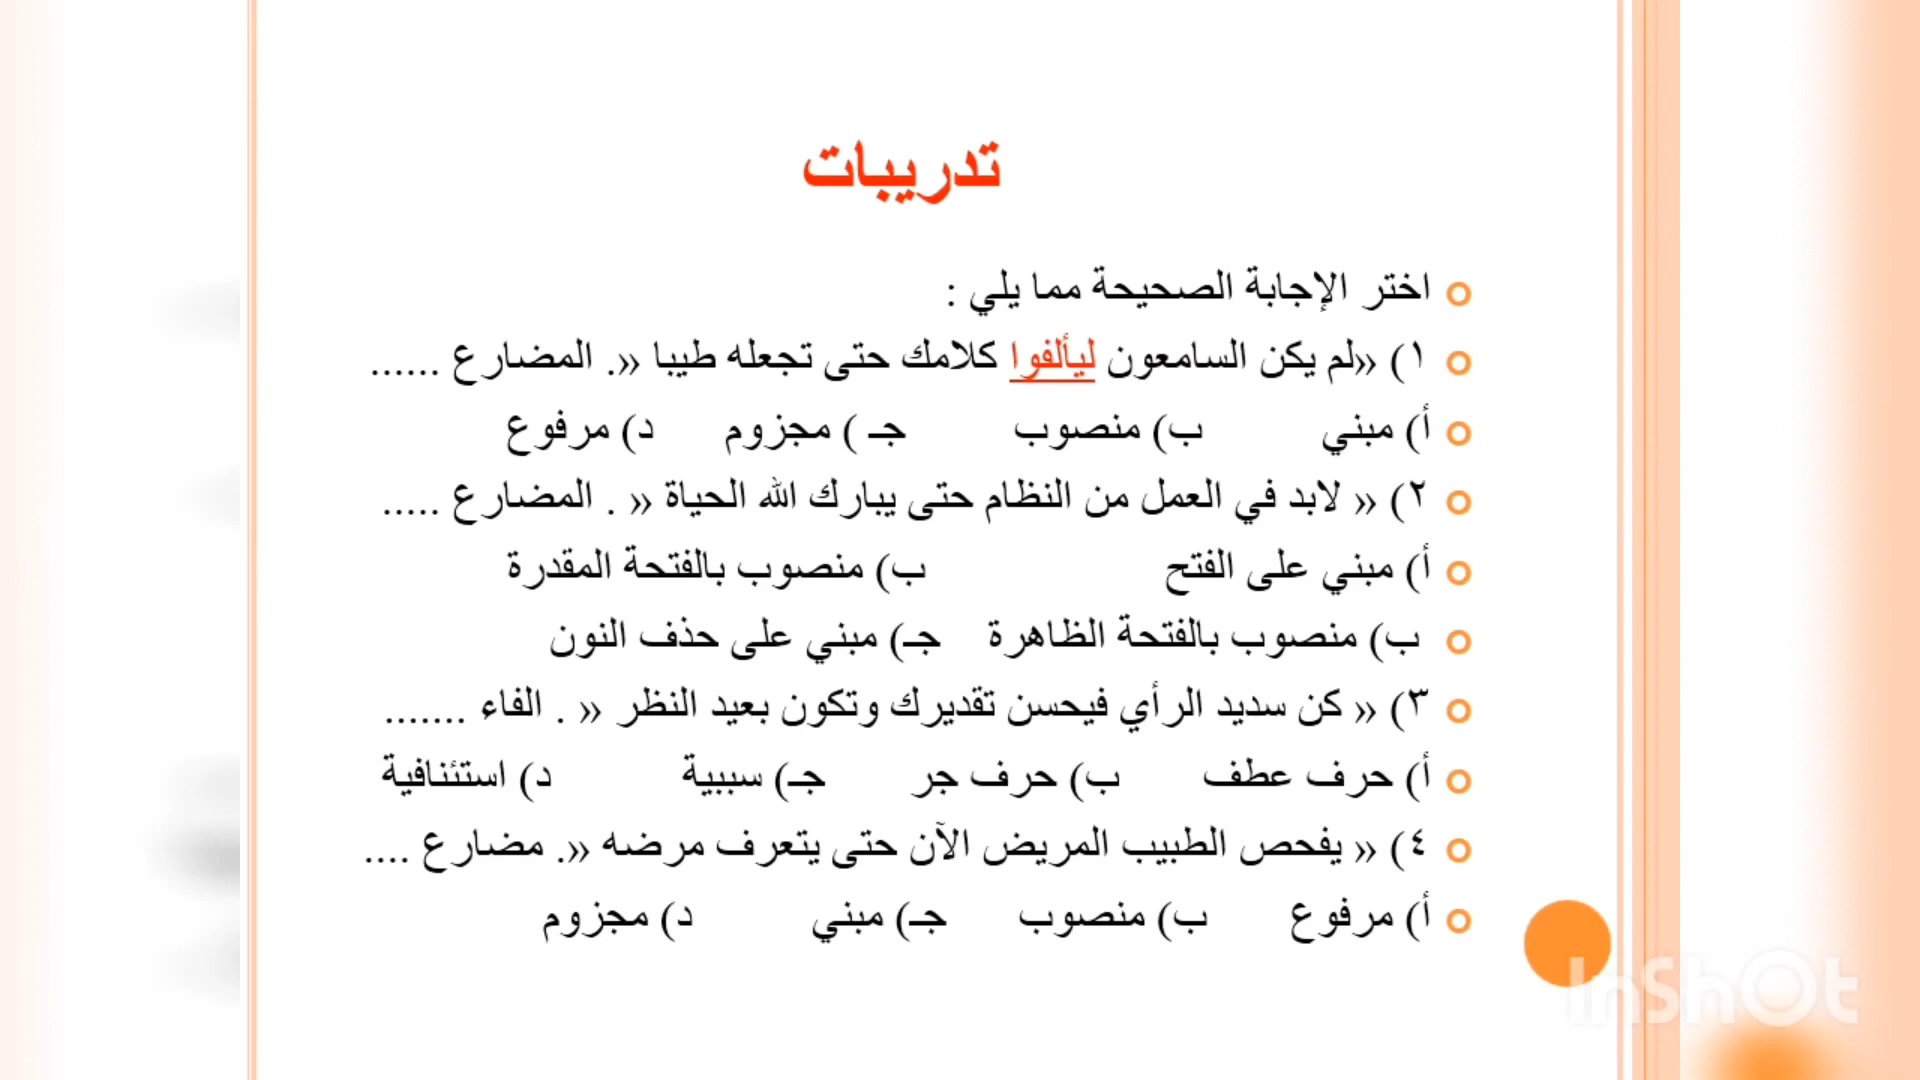 تدريبات
اختر الإجابة الصحيحة مما يلي :
١) «لم يكن السامعون ليألفوا كلامك حتى تجعله طيبا «. المضارع ......
أ) مبني ب) منصوب جـ ) مجزوم د) مرفوع
٢) « لابد في العمل من النظام حتى يبارك الله الحياة « . المضارع .....
أ) مبني على الفتح ب) منصوب بالفتحة المقدرة
ب) منصوب بالفتحة الظاهرة جـ) مبني على حذف النون
٣) « كن سديد الرأي فيحسن تقديرك وتكون بعيد النظر « . الفاء .......
أ) حرف عطف ب) حرف جر جـ) سببية د) استئنافية
٤) « يفحص الطبيب المريض الآن حتى يتعرف مرضه «. مضارع ....
أ) مرفوع ب) منصوب جـ) مبني د) مجزوم
InShOt